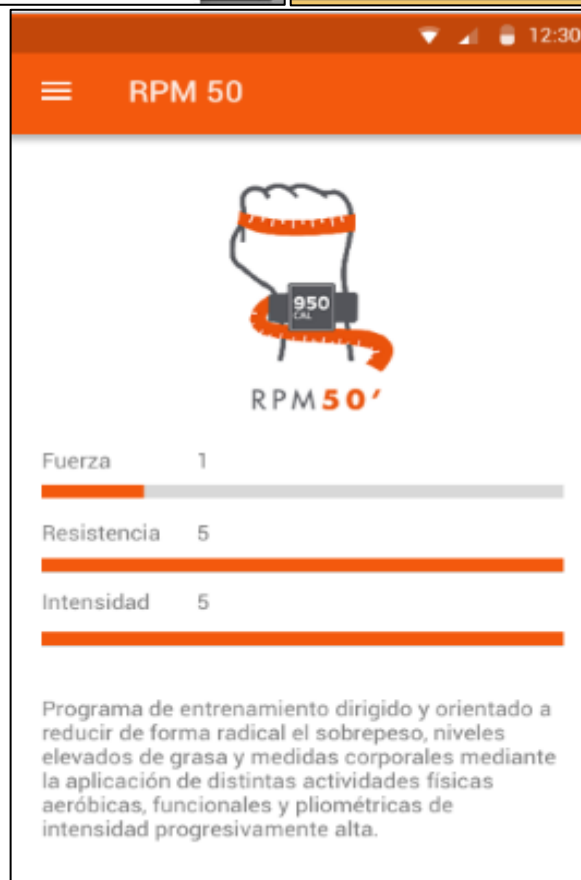 12:30
RPM 50
950
CAL
RPM50'
Fuerza 1
Resistencia 5
Intensidad 5
Programa de entrenamiento dirigido y orientado a
reducir de forma radical el sobrepeso, niveles
elevados de grasa y medidas corporales mediante
la aplicación de distintas actividades físicas
aeróbicas, funcionales y pliométricas de
intensidad progresivamente alta.